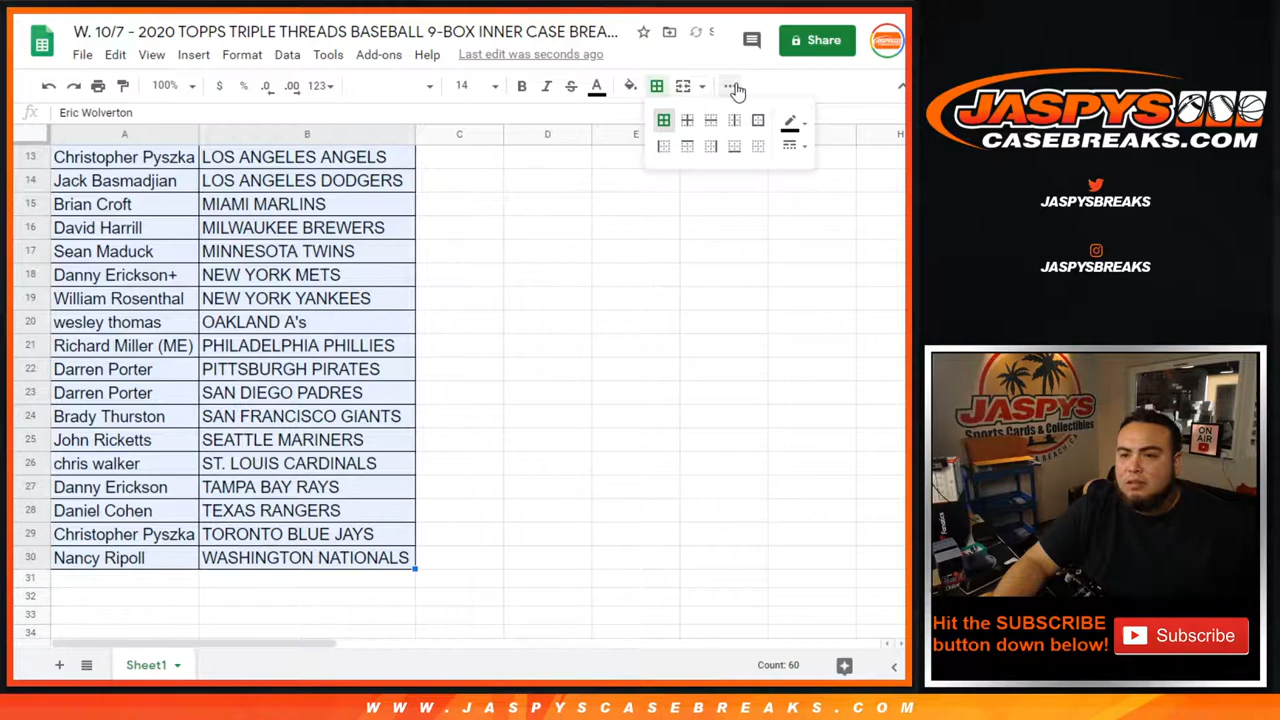 W. 10/7 - 2020 TOPPS TRIPLE THREADS BASEBALL 9-BOX INNER CASE BREA...
S
Share
File Edit View Insert Format Data Tools Add-ons Help Last edit was seconds ago
100% $ % .0 .00 123 14 B I S A
fx Eric Wolverton
A B C D E H
13 Christopher Pyszka LOS ANGELES ANGELS
14 Jack Basmadjian LOS ANGELES DODGERS
15 Brian Croft MIAMI MARLINS
16 David Harrill MILWAUKEE BREWERS
17 Sean Maduck MINNESOTA TWINS
18 Danny Erickson+ NEW YORK METS
19 William Rosenthal NEW YORK YANKEES
20 wesley thomas OAKLAND A's
21 Richard Miller (ME) PHILADELPHIA PHILLIES
22 Darren Porter PITTSBURGH PIRATES
23 Darren Porter SAN DIEGO PADRES
24 Brady Thurston SAN FRANCISCO GIANTS
25 John Ricketts SEATTLE MARINERS
26 chris walker ST. LOUIS CARDINALS
27 Danny Erickson TAMPA BAY RAYS
28 Daniel Cohen TEXAS RANGERS
29 Christopher Pyszka TORONTO BLUE JAYS
30 Nancy Ripoll WASHINGTON NATIONALS
31
32
33
34
Sheet1
Count: 60
JASPYS
CASEBREAKS.COM
JASPYSBREAKS
JASPYSBREAKS
JASPYS
Sports Cards & Collectibles
ON AIR
Hit the SUBSCRIBE
button down below!
Subscribe
WWW.JASPYSCASEBREAKS.COM